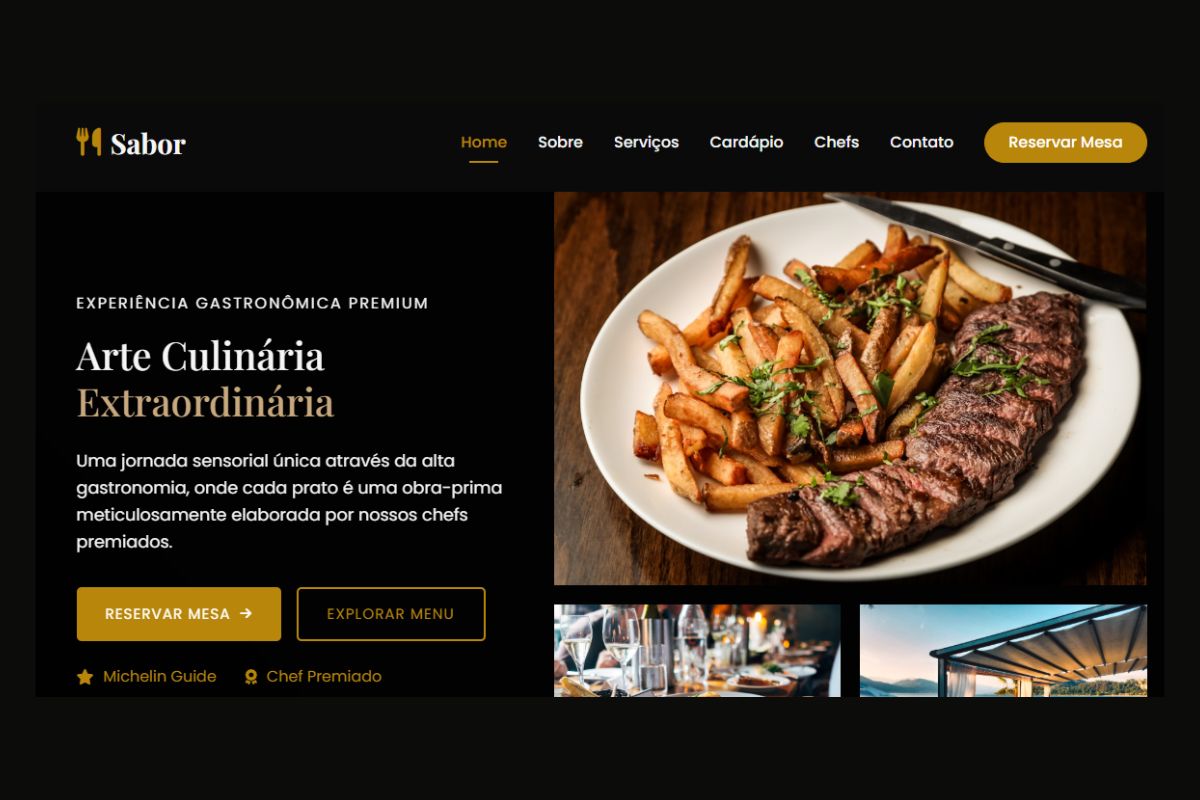 Sabor
Home Sobre Serviços Cardápio Chefs Contato Reservar Mesa
EXPERIÊNCIA GASTRONÔMICA PREMIUM
Arte Culinária
Extraordinária
Uma jornada sensorial única através da alta
gastronomia, onde cada prato é uma obra-prima
meticulosamente elaborada por nossos chefs
premiados.
RESERVAR MESA → EXPLORAR MENU
Michelin Guide Chef Premiado